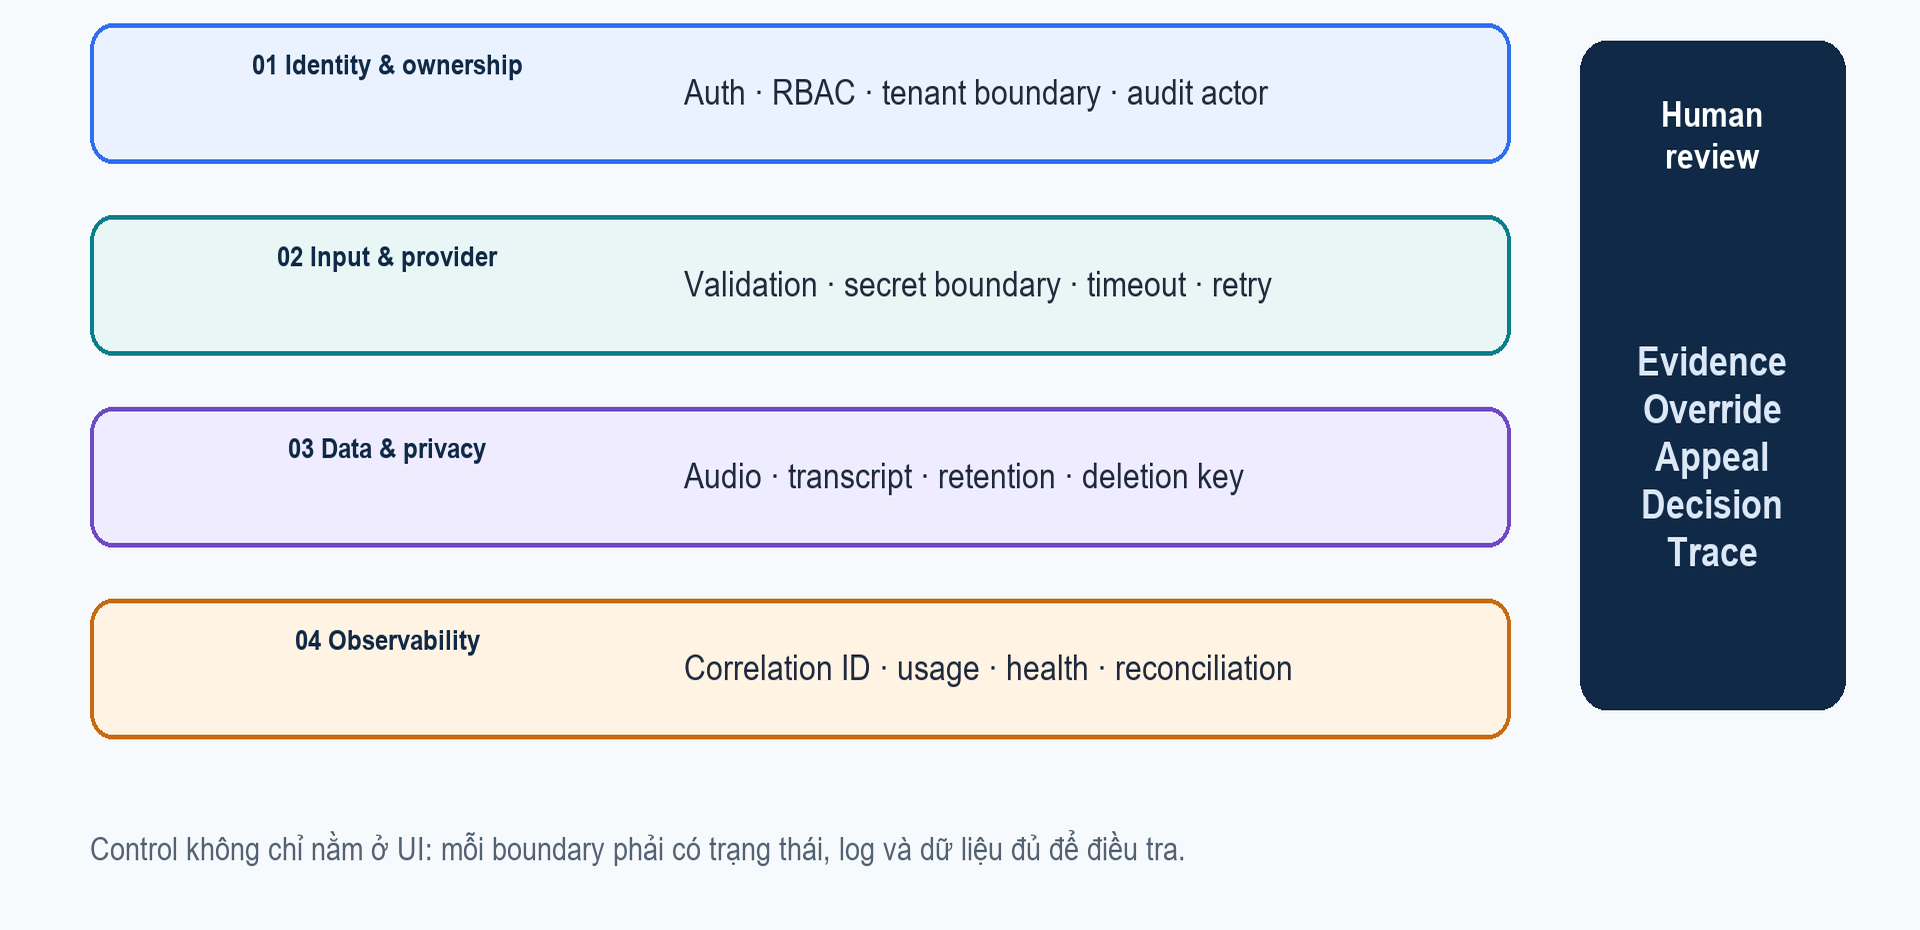 01 Identity & ownership
Auth · RBAC · tenant boundary · audit actor
02 Input & provider
Validation · secret boundary · timeout · retry
03 Data & privacy
Audio · transcript · retention · deletion key
04 Observability
Correlation ID · usage · health · reconciliation
Human
review
Evidence
Override
Appeal
Decision
Trace
Control không chỉ nằm ở UI: mỗi boundary phải có trạng thái, log và dữ liệu đủ để điều tra.